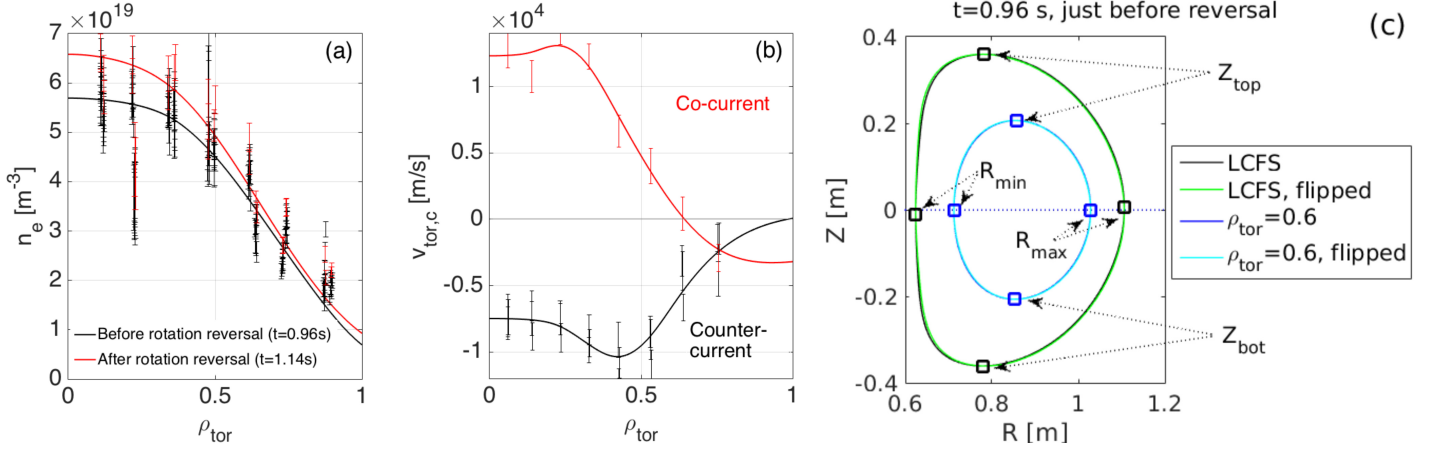 ×10^19
7
6
5
4
3
2
1
0
n_e [m^-3]
(a)
Before rotation reversal (t=0.96s)
After rotation reversal (t=1.14s)
0
0.5
1
ρ_tor
×10^4
1
0.5
0
-0.5
-1
v_tor,c [m/s]
(b)
Co-current
Counter-
current
0
0.5
1
ρ_tor
t=0.96 s, just before reversal
(c)
0.4
0.2
0
-0.2
-0.4
Z [m]
R_min
R_max
Z_top
Z_bot
0.6
0.8
1
1.2
R [m]
LCFS
LCFS, flipped
ρ_tor=0.6
ρ_tor=0.6, flipped